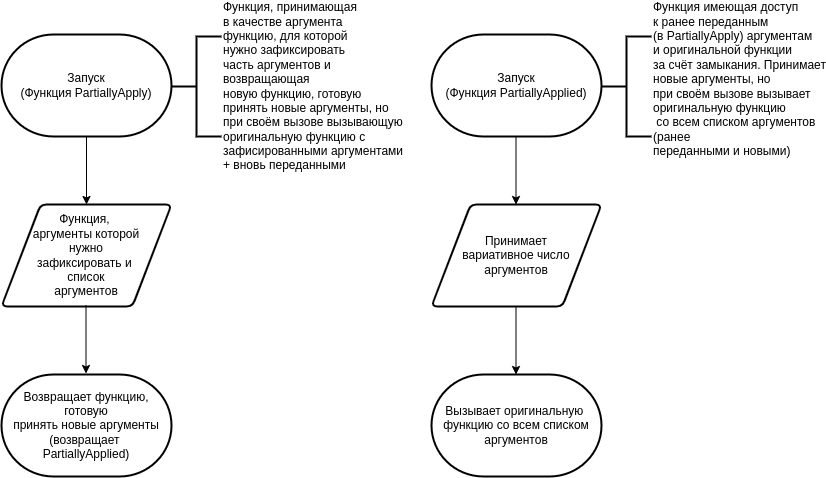 Функция, принимающая
в качестве аргумента
функцию, для которой
нужно зафиксировать
часть аргументов и
возвращающая
новую функцию, готовую
принять новые аргументы, но
при своём вызове вызывающую
оригинальную функцию с
зафисированными аргументами
+ вновь переданными
Запуск
(Функция PartiallyApply)
Функция,
аргументы которой
нужно
зафиксировать и
список
аргументов
Возвращает функцию,
готовую
принять новые аргументы
(возвращает
PartiallyApplied)
Функция имеющая доступ
к ранее переданным
(в PartiallyApply) аргументам
и оригинальной функции
за счёт замыкания. Принимает
новые аргументы, но
при своём вызове вызывает
оригинальную функцию
со всем списком аргументов
(ранее
переданными и новыми)
Запуск
(Функция PartiallyApplied)
Принимает
вариативное число
аргументов
Вызывает оригинальную
функцию со всем списком
аргументов